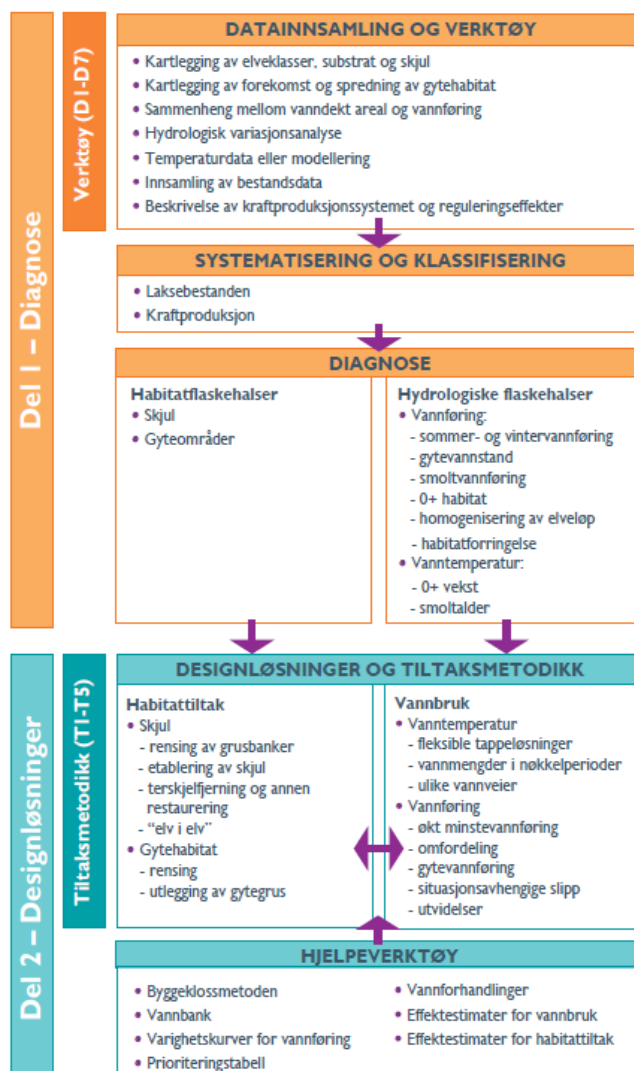 Del 1 – Diagnose
Verktøy (D1-D7)
DATAINNSAMLING OG VERKTØY
• Kartlegging av elveklasser, substrat og skjul
• Kartlegging av forekomst og spredning av gytehabitat
• Sammenheng mellom vanndekt areal og vannføring
• Hydrologisk variasjonsanalyse
• Temperaturdata eller modellering
• Innsamling av bestandsdata
• Beskrivelse av kraftproduksjonssystemet og reguleringseffekter
SYSTEMATISERING OG KLASSIFISERING
• Laksebestanden
• Kraftproduksjon
DIAGNOSE
Habitatflaskehalser
• Skjul
• Gyteområder
Hydrologiske flaskehalser
• Vannføring:
- sommer- og vintervannføring
- gytevannstand
- smoltvannføring
- 0+ habitat
- homogenisering av elveløp
- habitatforringelse
• Vanntemperatur:
- 0+ vekst
- smoltalder
Del 2 – Designløsninger
Tiltaksmetodikk (T1-T5)
DESIGNLØSNINGER OG TILTAKSMETODIKK
Habitattiltak
• Skjul
- rensing av grusbanker
- etablering av skjul
- terskelfjerning og annen
restaurering
- “elv i elv”
• Gytehabitat
- rensing
- utlegging av gytegrus
Vannbruk
• Vanntemperatur
- fleksible tappeløsninger
- vannmengder i nøkkelperioder
- ulike vannveier
• Vannføring
- økt minstevannføring
- omfordeling
- gytevannføring
- situasjonsavhengige slipp
- utvidelser
HJELPEVERKTØY
• Byggeklossmetoden
• Vannbank
• Varighetskurver for vannføring
• Prioriteringstabell
• Vannforhandlinger
• Effektestimater for vannbruk
• Effektestimater for habitattiltak